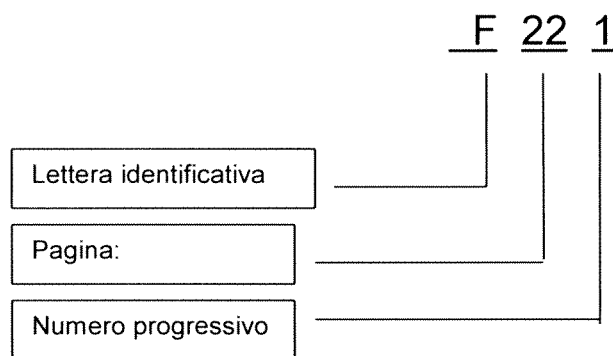 F 22 1
Lettera identificativa
Pagina:
Numero progressivo